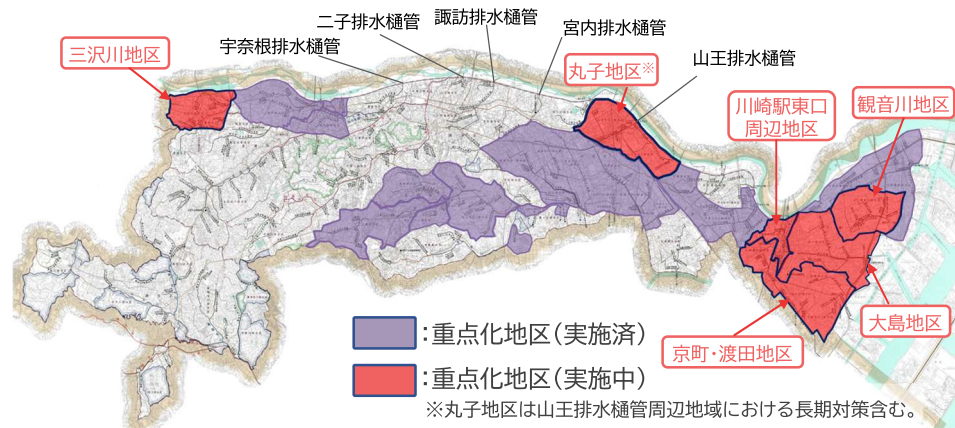 二子排水樋管
諏訪排水樋管
宮内排水樋管
宇奈根排水樋管
三沢川地区
丸子地区※
山王排水樋管
川崎駅東口
周辺地区
観音川地区
大島地区
京町・渡田地区
：重点化地区（実施済）
：重点化地区（実施中）
※丸子地区は山王排水樋管周辺地域における長期対策含む。